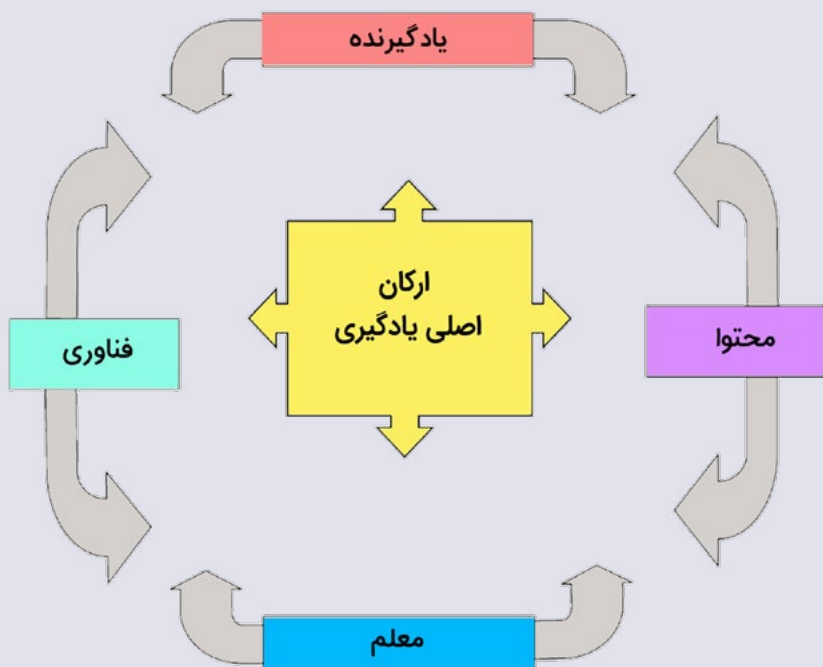 یادگیرنده
ارکان
اصلی یادگیری
محتوا
فناوری
معلم